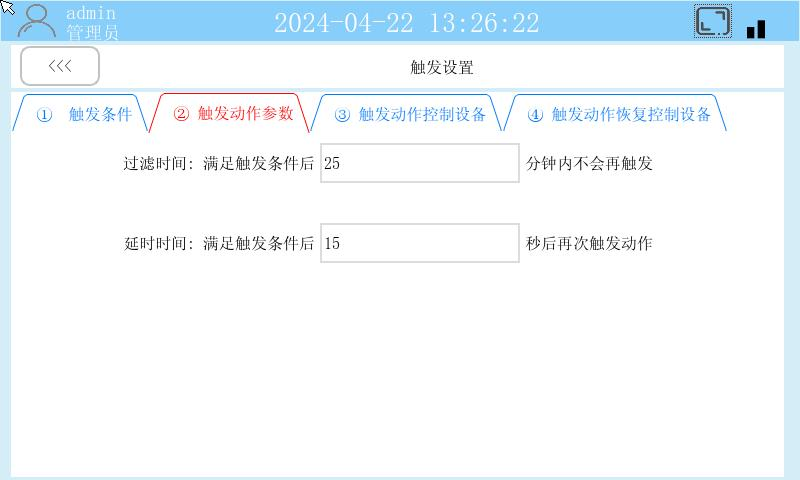 admin
管理员
2024-04-22 13:26:22
<<<
触发设置
① 触发条件
② 触发动作参数
③ 触发动作控制设备
④ 触发动作恢复控制设备
过滤时间: 满足触发条件后 25 分钟内不会再触发
延时时间: 满足触发条件后 15 秒后再次触发动作